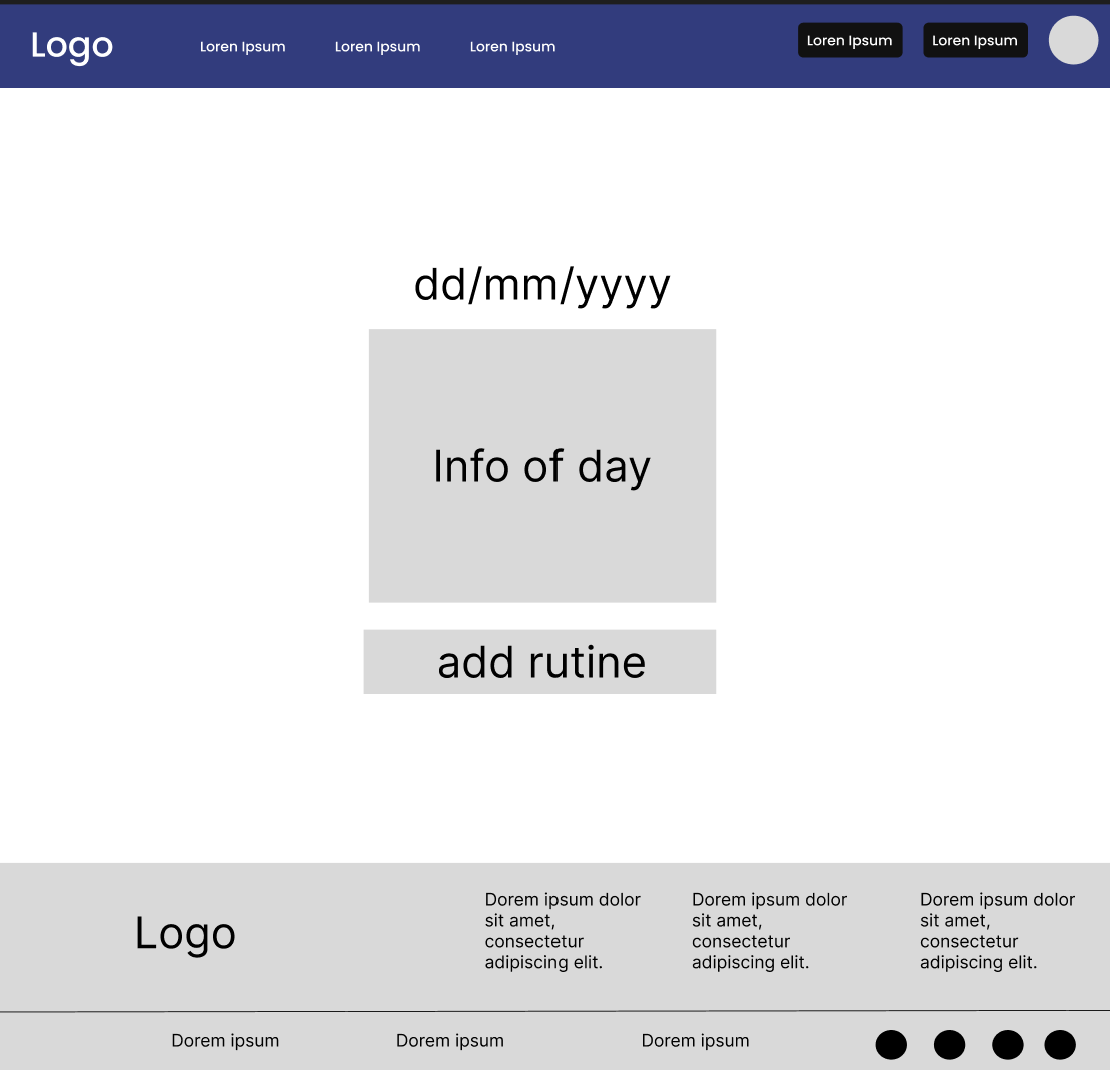 Logo
Loren Ipsum
Loren Ipsum
Loren Ipsum
Loren Ipsum
Loren Ipsum
dd/mm/yyyy
Info of day
add rutine
Logo
Dorem ipsum dolor
sit amet,
consectetur
adipiscing elit.
Dorem ipsum dolor
sit amet,
consectetur
adipiscing elit.
Dorem ipsum dolor
sit amet,
consectetur
adipiscing elit.
Dorem ipsum
Dorem ipsum
Dorem ipsum